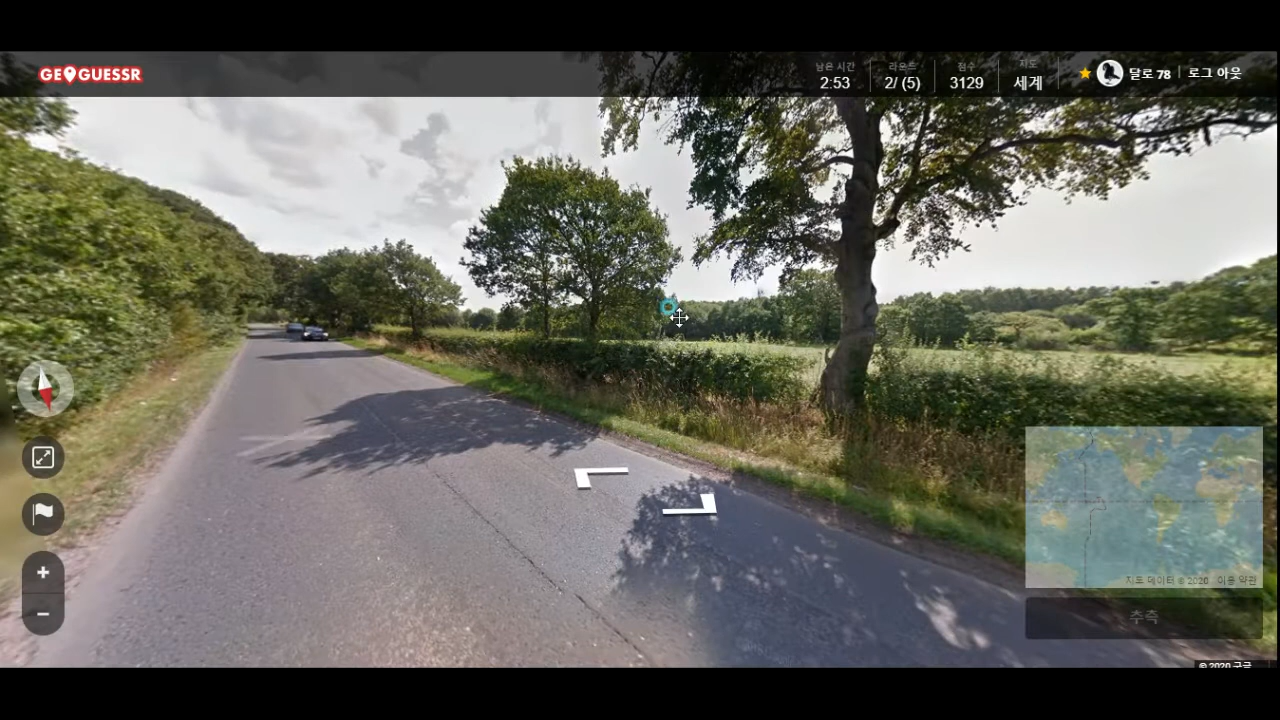 GEOGUESSR
남은 시간
2:53
라운드
2/ (5)
점수
3129
지도
세계
달로 78
로그 아웃
지도 데이터 © 2020
이용 약관
추측
© 2020 구글